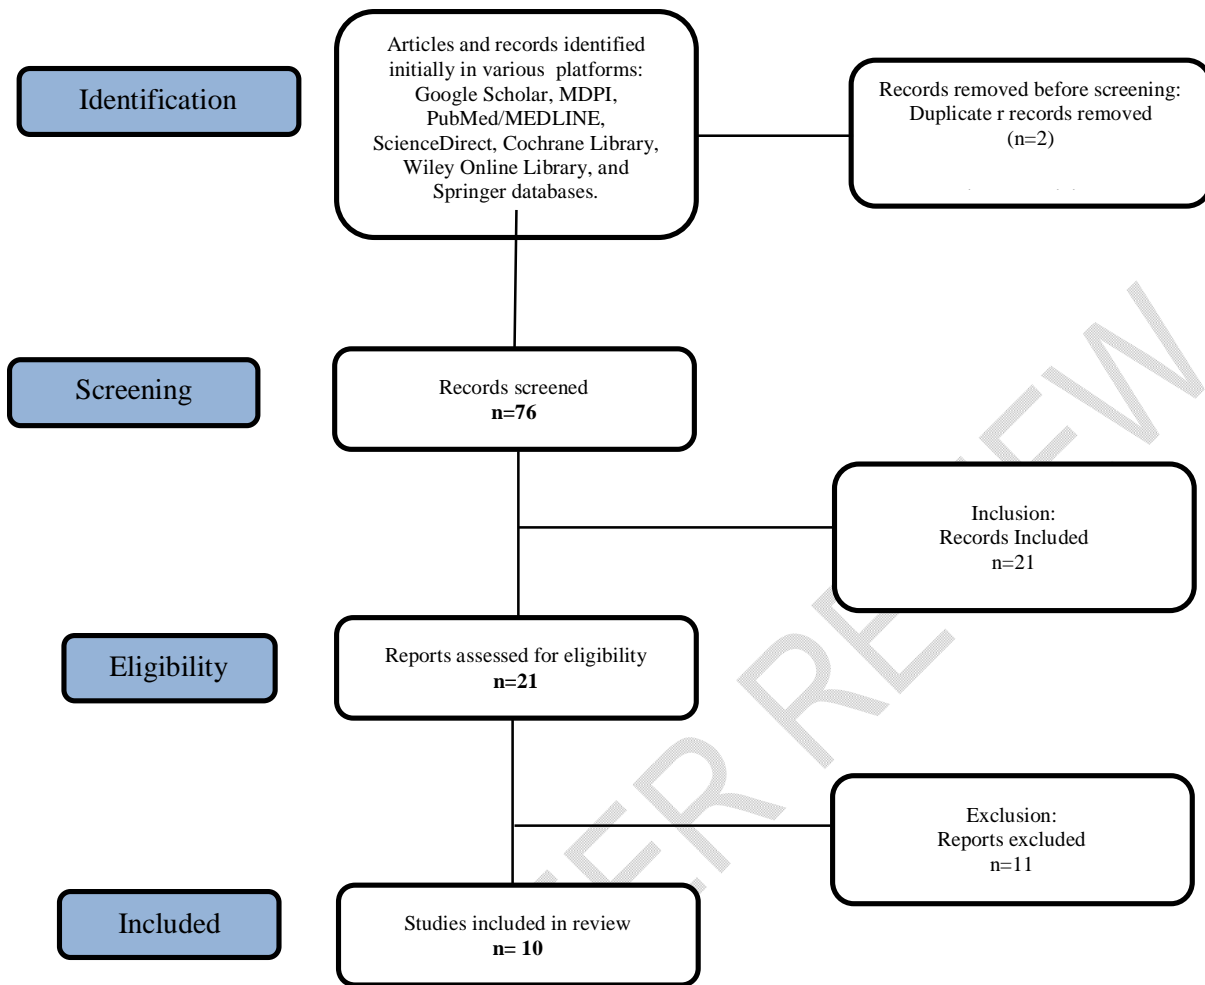 Identification
Articles and records identified
initially in various platforms:
Google Scholar, MDPI,
PubMed/MEDLINE,
ScienceDirect, Cochrane Library,
Wiley Online Library, and
Springer databases.
Records removed before screening:
Duplicate r records removed
(n=2)
Screening
Records screened
n=76
Inclusion:
Records Included
n=21
Eligibility
Reports assessed for eligibility
n=21
Exclusion:
Reports excluded
n=11
Included
Studies included in review
n= 10